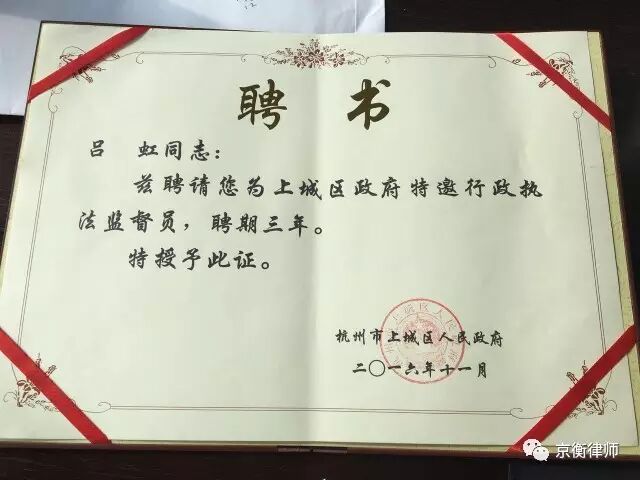 聘 书
吕 虹同志：
兹聘请您为上城区政府特邀行政执
法监督员，聘期三年。
特授予此证。
杭州市上城区人民政府
二〇一六年十一月
京衡律师